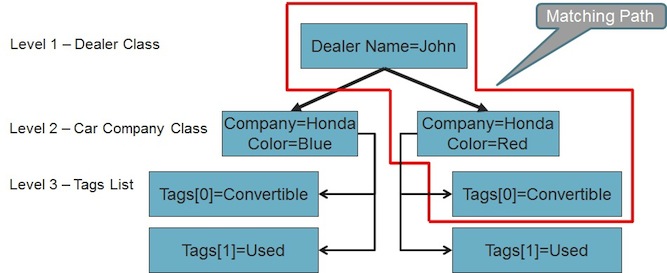 Matching Path
Level 1 – Dealer Class
Dealer Name=John
Level 2 – Car Company Class
Company=Honda
Color=Blue
Company=Honda
Color=Red
Level 3 – Tags List
Tags[0]=Convertible
Tags[0]=Convertible
Tags[1]=Used
Tags[1]=Used